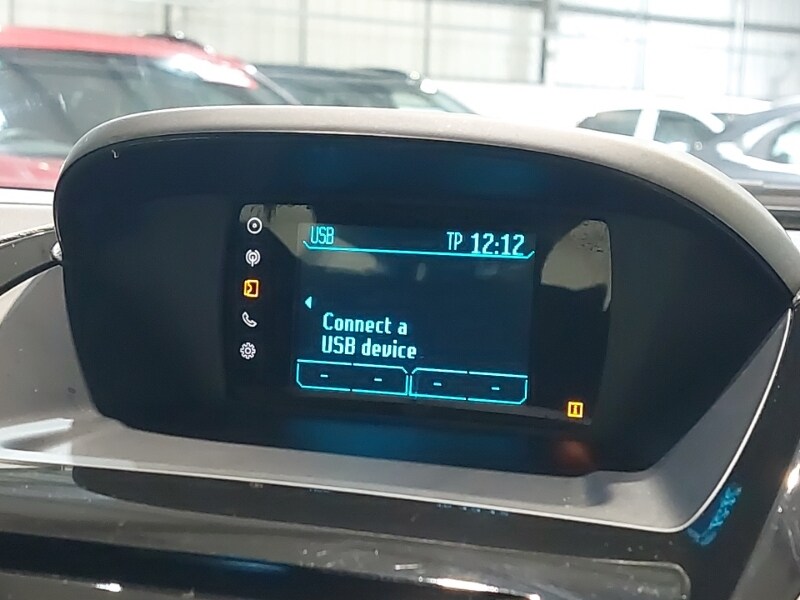 USB TP 12:12
Connect a
USB device
- - - -